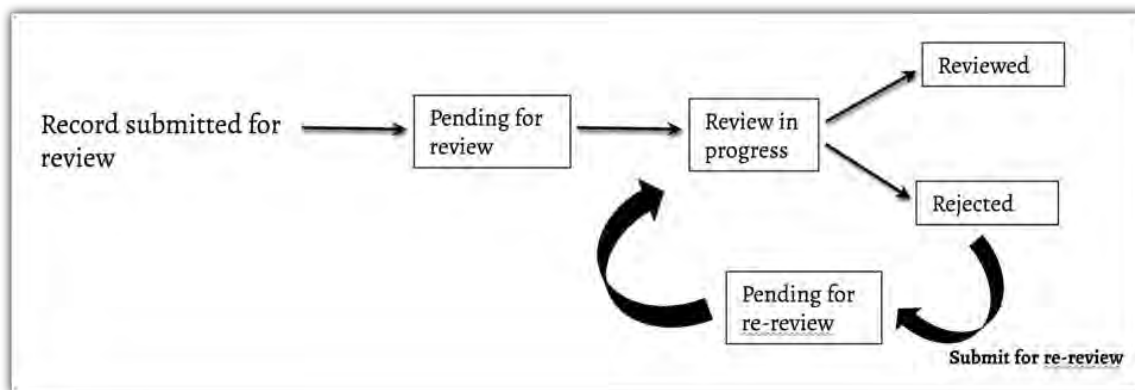 Record submitted for
review
Pending for
review
Review in
progress
Reviewed
Rejected
Pending for
re-review
Submit for re-review